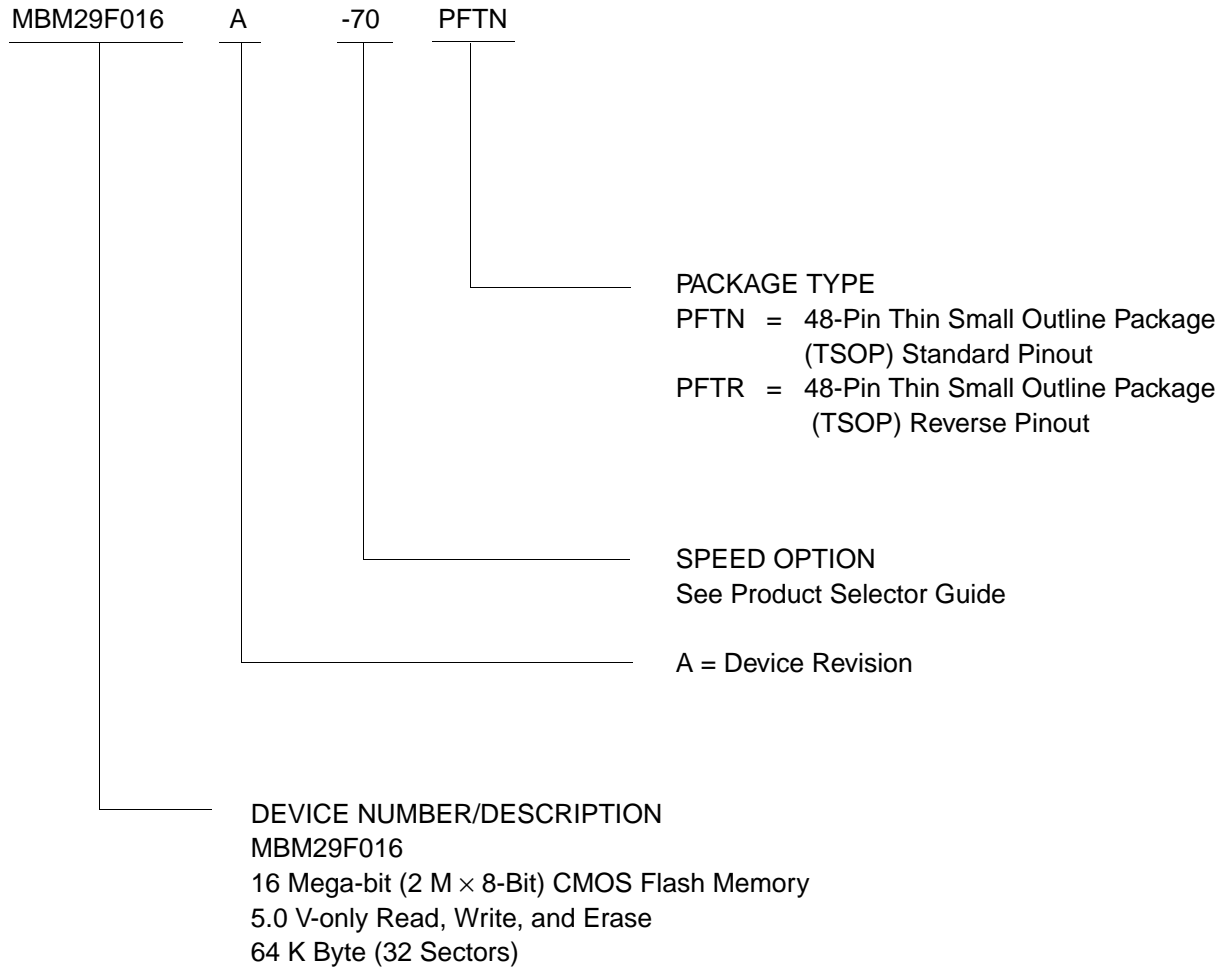 MBM29F016 A -70 PFTN
PACKAGE TYPE
PFTN = 48-Pin Thin Small Outline Package
(TSOP) Standard Pinout
PFTR = 48-Pin Thin Small Outline Package
(TSOP) Reverse Pinout
SPEED OPTION
See Product Selector Guide
A = Device Revision
DEVICE NUMBER/DESCRIPTION
MBM29F016
16 Mega-bit (2 M × 8-Bit) CMOS Flash Memory
5.0 V-only Read, Write, and Erase
64 K Byte (32 Sectors)